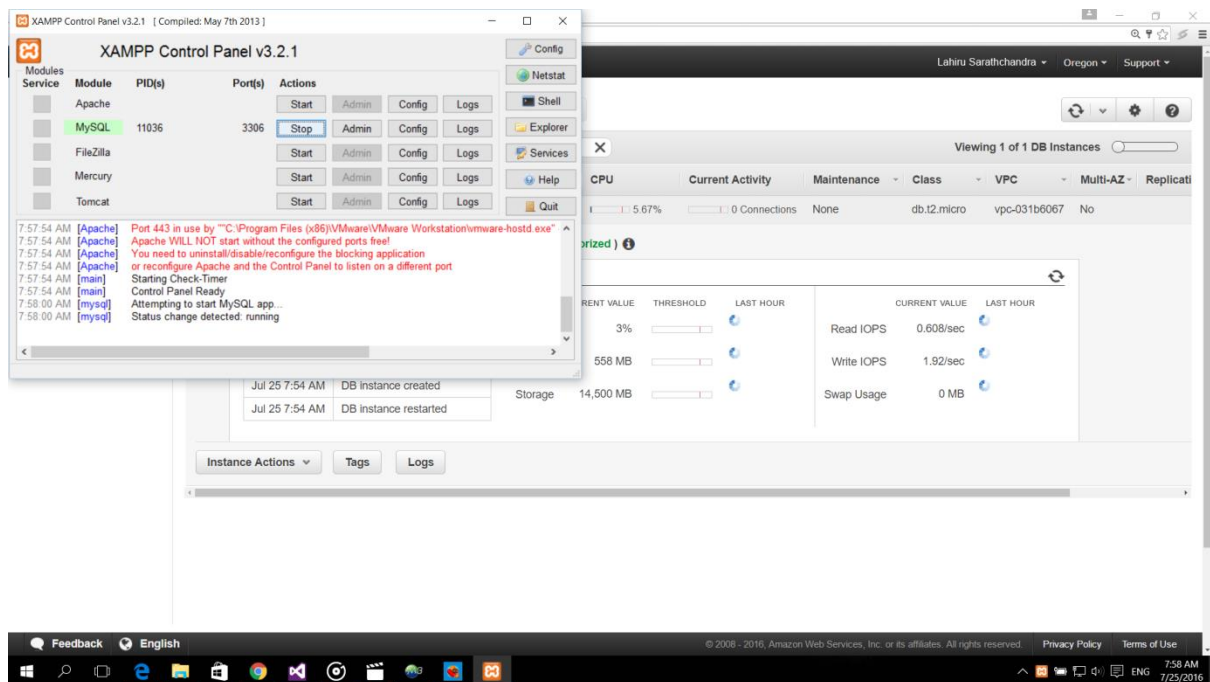 XAMPP Control Panel v3.2.1 [ Compiled: May 7th 2013 ]
XAMPP Control Panel v3.2.1
Config
Modules
Service Module PID(s) Port(s) Actions
Netstat
Apache Start Admin Config Logs
Shell
MySQL 11036 3306 Stop Admin Config Logs
Explorer
FileZilla Start Admin Config Logs
Services
Mercury Start Admin Config Logs
Help
Tomcat Start Admin Config Logs
Quit
7:57:54 AM [Apache] Port 443 in use by ""C:\Program Files (x86)\VMware\VMware Workstation\vmware-hostd.exe"
7:57:54 AM [Apache] Apache WILL NOT start without the configured ports free!
7:57:54 AM [Apache] You need to uninstall/disable/reconfigure the blocking application
7:57:54 AM [Apache] or reconfigure Apache and the Control Panel to listen on a different port
7:57:54 AM [main] Starting Check-Timer
7:57:54 AM [main] Control Panel Ready
7:58:00 AM [mysql] Attempting to start MySQL app...
7:58:00 AM [mysql] Status change detected: running
Lahiru Sarathchandra Oregon Support
Viewing 1 of 1 DB Instances
CPU Current Activity Maintenance Class VPC Multi-AZ Replicati
5.67% 0 Connections None db.t2.micro vpc-031b6067 No
orized )
RENT VALUE THRESHOLD LAST HOUR CURRENT VALUE LAST HOUR
3% Read IOPS 0.608/sec
558 MB Write IOPS 1.92/sec
Jul 25 7:54 AM DB instance created
Storage 14,500 MB Swap Usage 0 MB
Jul 25 7:54 AM DB instance restarted
Instance Actions Tags Logs
Feedback English © 2008 - 2016, Amazon Web Services, Inc. or its affiliates. All rights reserved. Privacy Policy Terms of Use
ENG 7:58 AM
7/25/2016